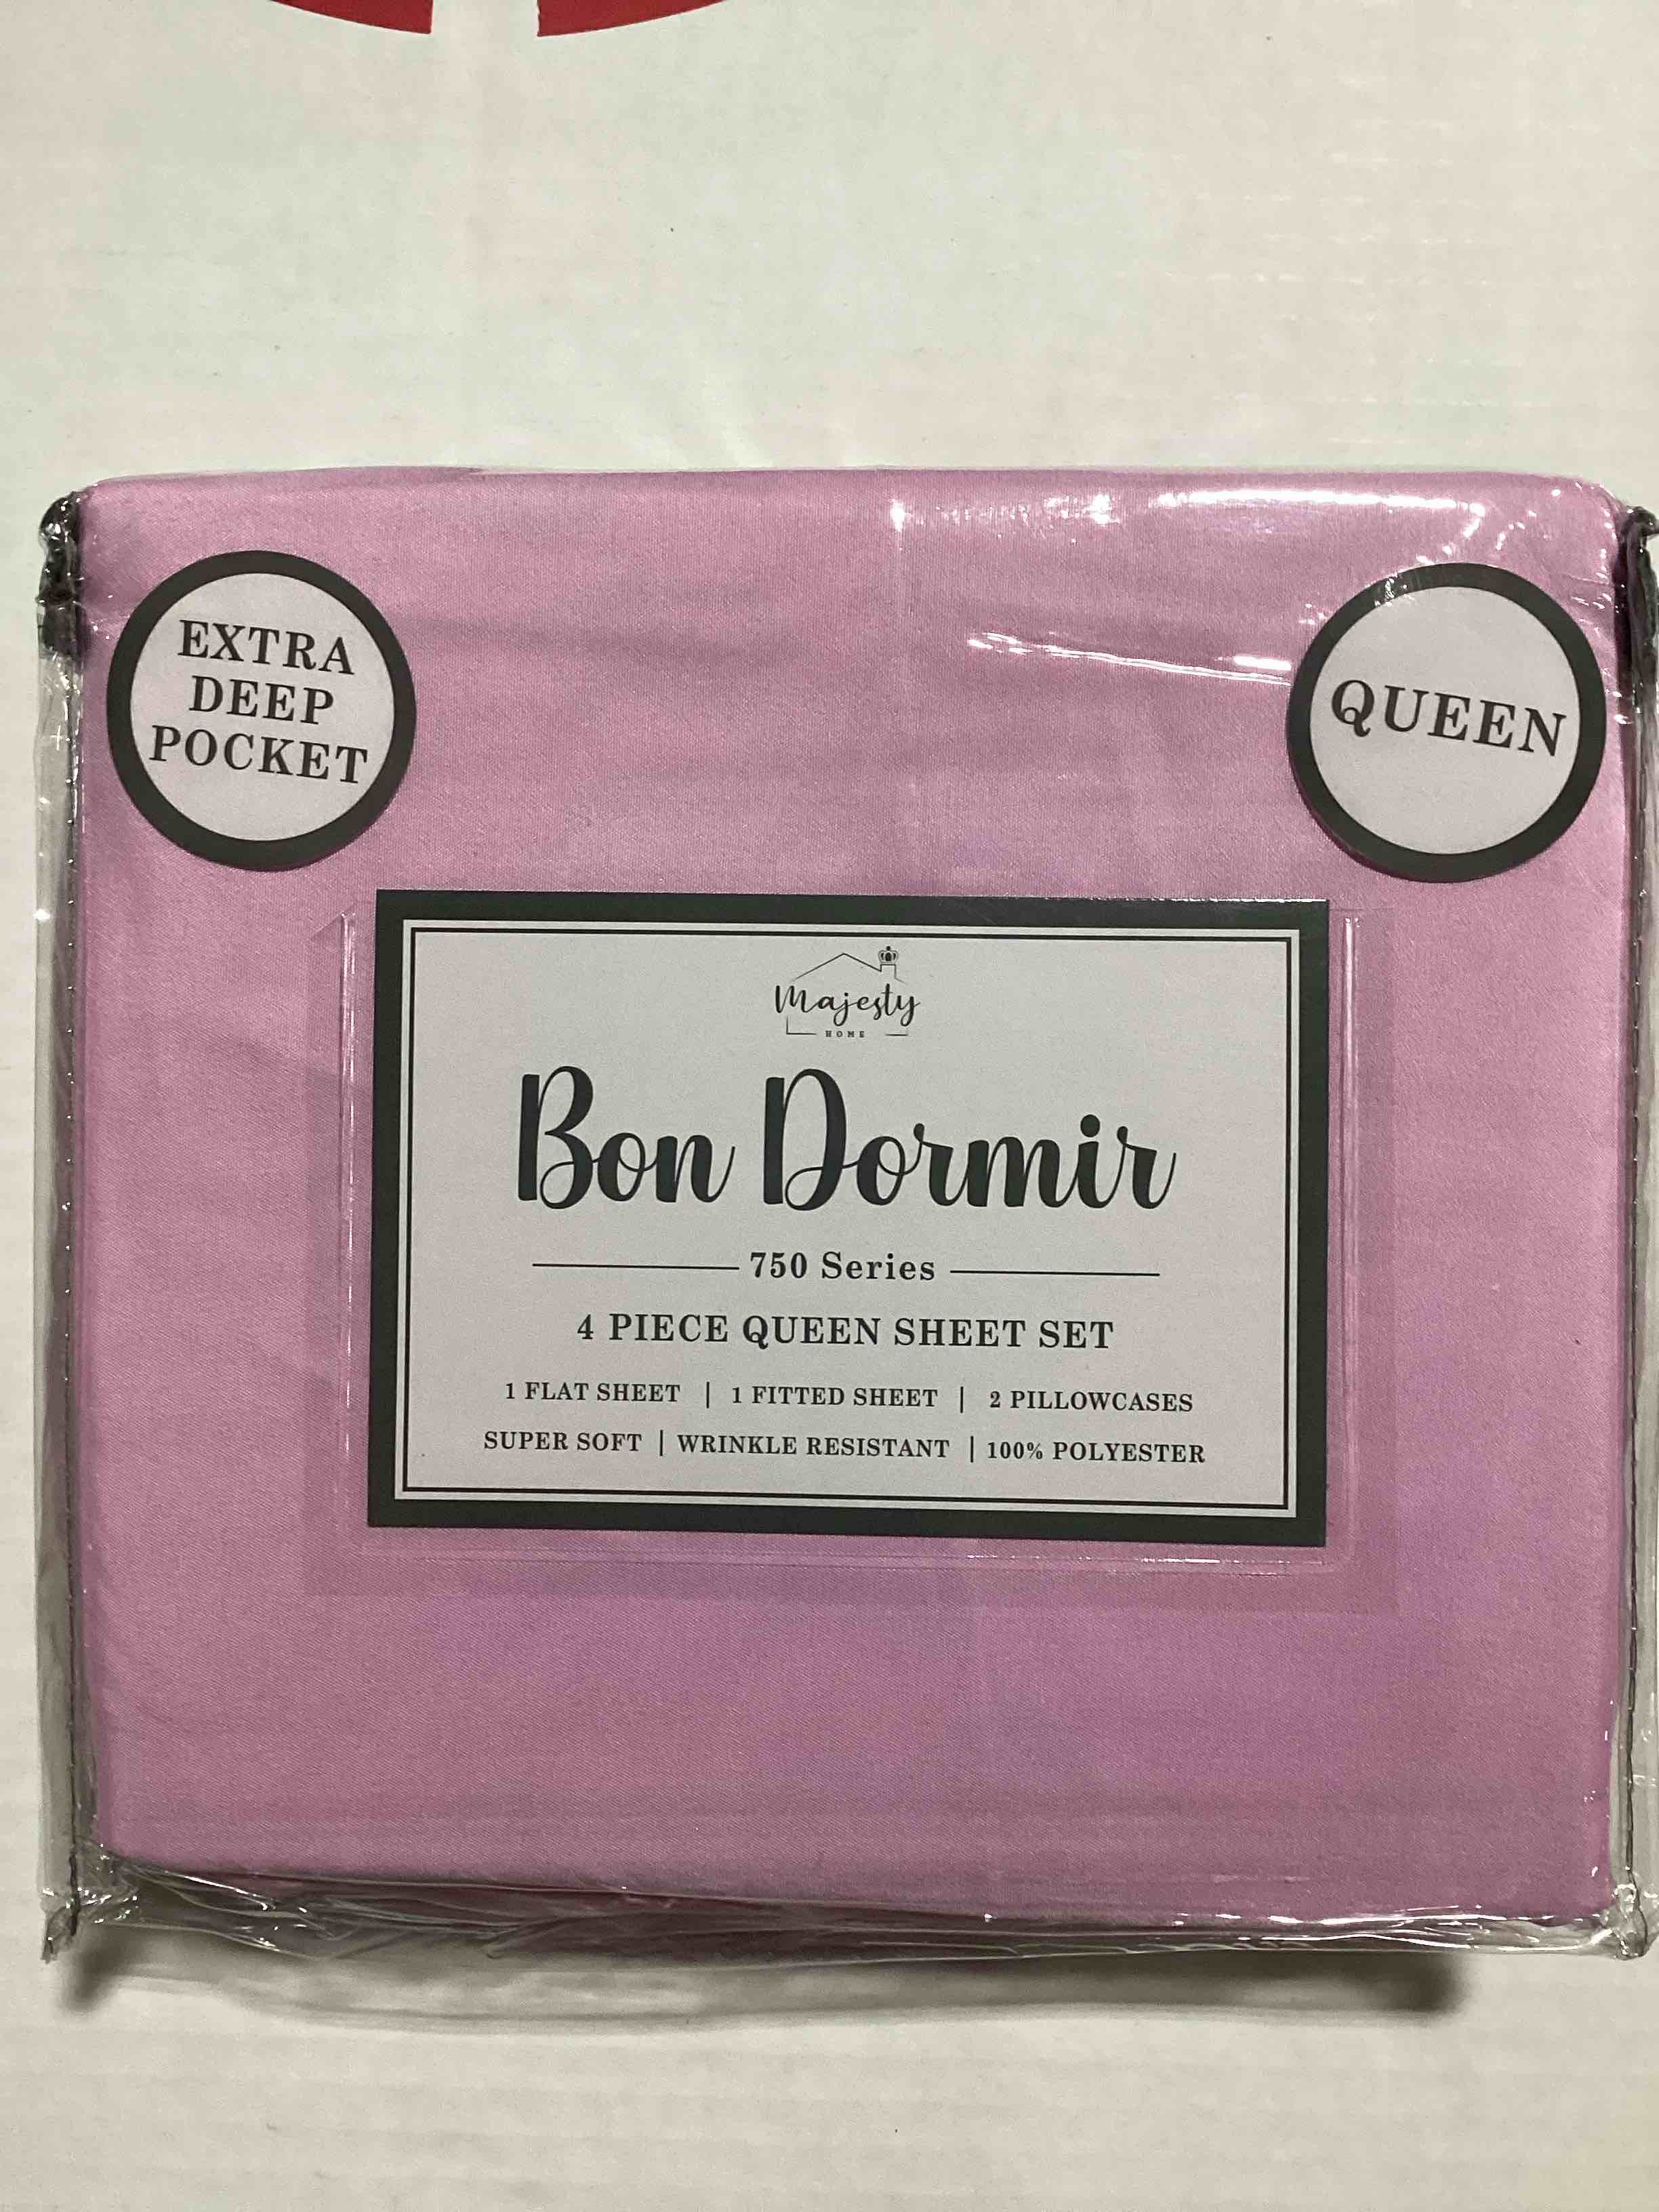 EXTRA
DEEP
POCKET
QUEEN
Majesty
HOME
Bon Dormir
750 Series
4 PIECE QUEEN SHEET SET
1 FLAT SHEET | 1 FITTED SHEET | 2 PILLOWCASES
SUPER SOFT | WRINKLE RESISTANT | 100% POLYESTER